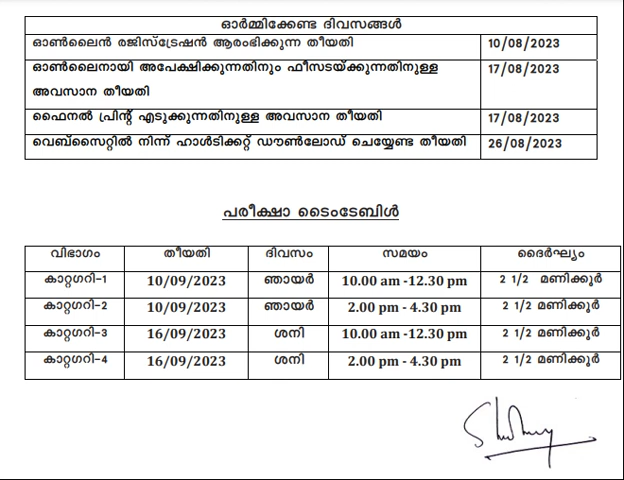 ഓർമ്മിക്കേണ്ട ദിവസങ്ങൾ
ഓൺലൈൻ രജിസ്ട്രേഷൻ ആരംഭിക്കുന്ന തീയതി 10/08/2023
ഓൺലൈനായി അപേക്ഷിക്കുന്നതിനും ഫീസടയ്ക്കുന്നതിനുള്ള 17/08/2023
അവസാന തീയതി
ഫൈനൽ പ്രിന്റ് എടുക്കുന്നതിനുള്ള അവസാന തീയതി 17/08/2023
വെബ്സൈറ്റിൽ നിന്ന് ഹാൾടിക്കറ്റ് ഡൗൺലോഡ് ചെയ്യേണ്ട തീയതി 26/08/2023
പരീക്ഷാ ടൈംടേബിൾ
വിഭാഗം തീയതി ദിവസം സമയം ദൈർഘ്യം
കാറ്റഗറി-1 10/09/2023 ഞായർ 10.00 am -12.30 pm 2 1/2 മണിക്കൂർ
കാറ്റഗറി-2 10/09/2023 ഞായർ 2.00 pm - 4.30 pm 2 1/2 മണിക്കൂർ
കാറ്റഗറി-3 16/09/2023 ശനി 10.00 am -12.30 pm 2 1/2 മണിക്കൂർ
കാറ്റഗറി-4 16/09/2023 ശനി 2.00 pm - 4.30 pm 2 1/2 മണിക്കൂർ